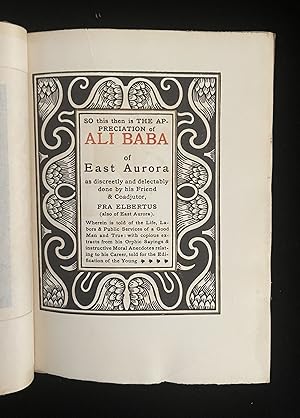 SO this then is THE AP-
PRECIATION of
ALI BABA
of
East Aurora
as discreetly and delectably
done by his Friend
& Coadjutor,
FRA ELBERTUS
(also of East Aurora).
Wherein is told of the Life, La-
bors & Public Services of a Good
Man and True: with copious ex-
tracts from his Orphic Sayings &
instructive Moral Anecdotes relat-
ing to his Career, told for the Edi-
fication of the Young